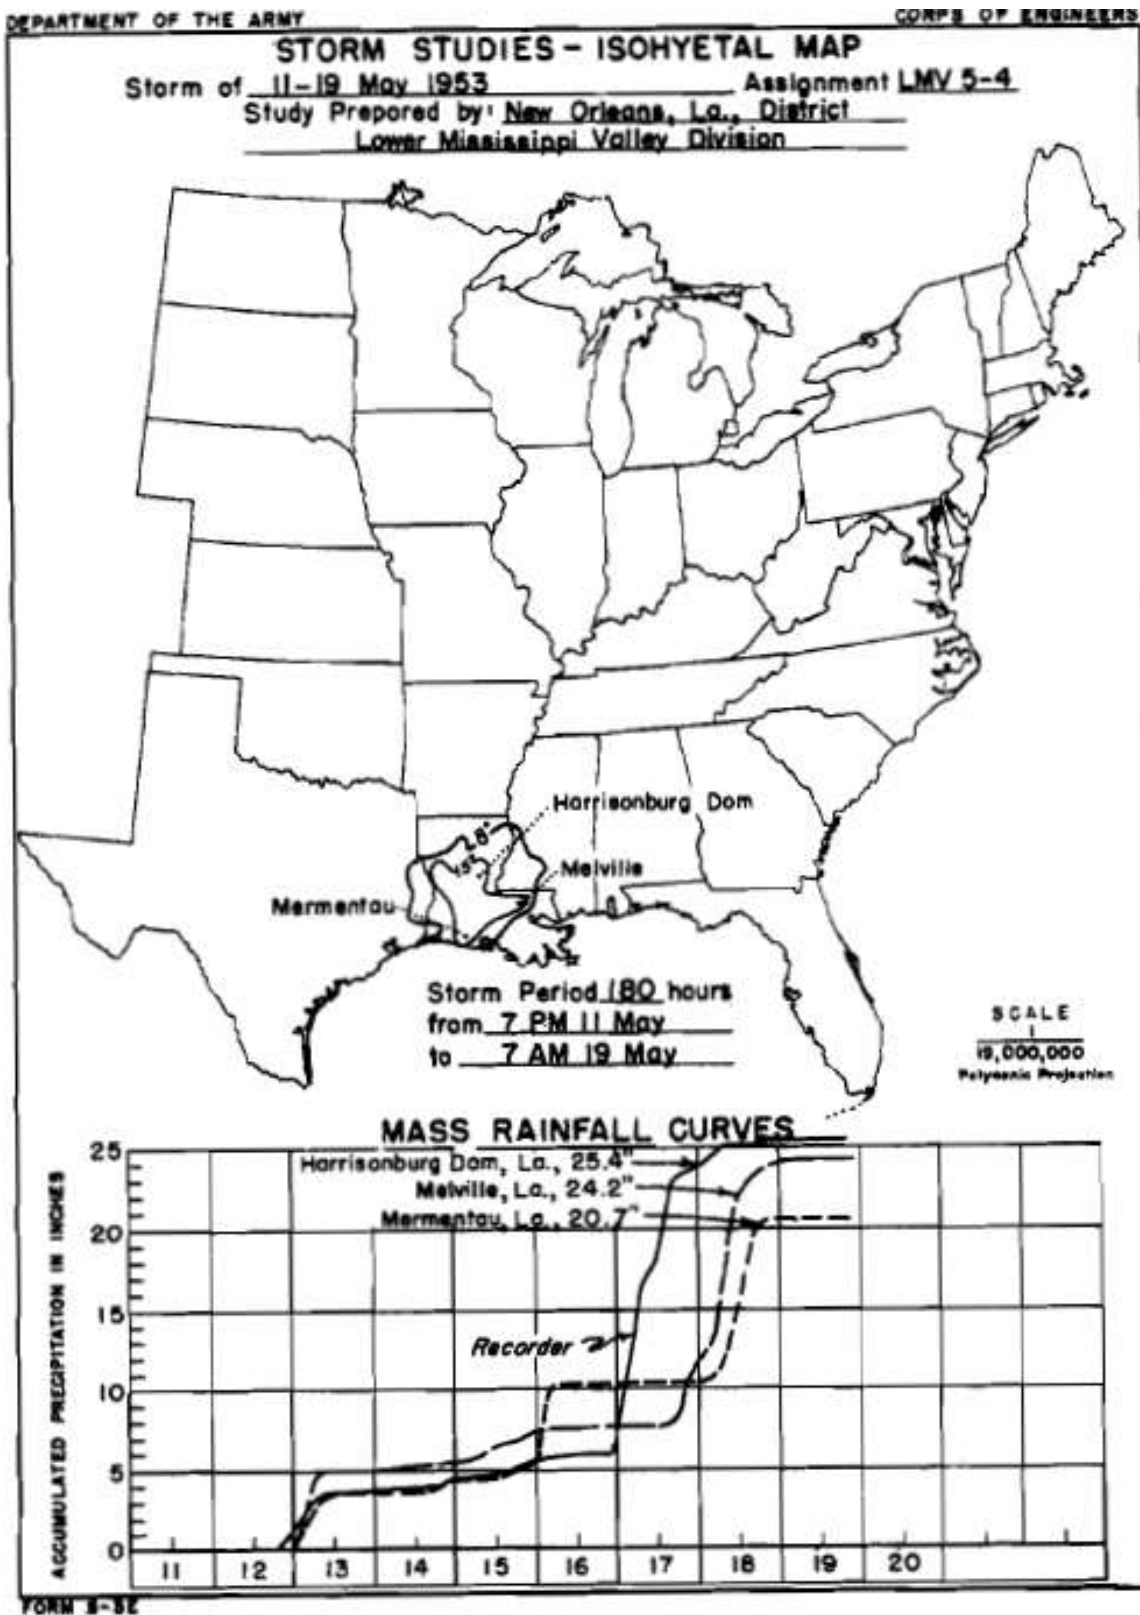 DEPARTMENT OF THE ARMY
CORPS OF ENGINEERS
STORM STUDIES - ISOHYETAL MAP
Storm of 11-19 May 1953 Assignment LMV 5-4
Study Prepared by: New Orleans, La., District
Lower Mississippi Valley Division
Harrisonburg Dam
8"
15"
Melville
Mermentau
Storm Period 180 hours
from 7 PM 11 May
to 7 AM 19 May
SCALE
1
19,000,000
Polyconic Projection
MASS RAINFALL CURVES
Harrisonburg Dam, La., 25.4"
Melville, La., 24.2"
Mermentau, La., 20.7"
Recorder
ACCUMULATED PRECIPITATION IN INCHES
25
20
15
10
5
0
11 12 13 14 15 16 17 18 19 20
FORM S-3E